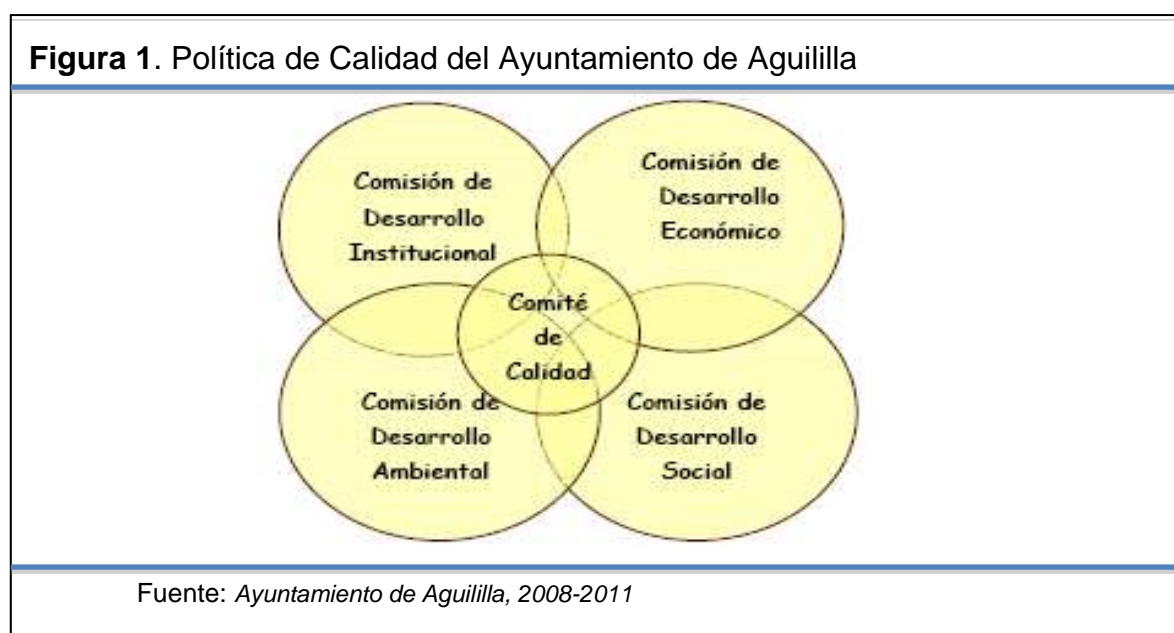 Figura 1. Política de Calidad del Ayuntamiento de Aguililla
Comisión de
Desarrollo
Institucional
Comisión de
Desarrollo
Económico
Comité
de
Calidad
Comisión de
Desarrollo
Ambiental
Comisión de
Desarrollo
Social
Fuente: Ayuntamiento de Aguililla, 2008-2011